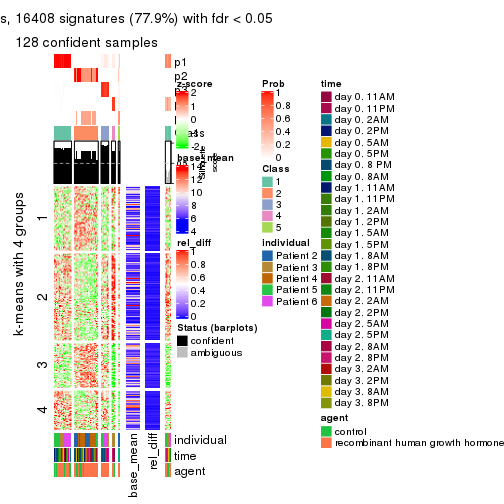 s, 16408 signatures (77.9%) with fdr < 0.05
128 confident samples
p1
p2
z-score
2
1
0
-1
-2
base_mean
14
12
10
8
6
4
rel_diff
1
0.8
0.6
0.4
0.2
0
Status (barplots)
confident
ambiguous
Prob
1
0.8
0.6
0.4
0.2
0
Class
1
2
3
4
5
individual
Patient 2
Patient 3
Patient 4
Patient 5
Patient 6
time
day 0. 11AM
day 0. 11PM
day 0. 2AM
day 0. 2PM
day 0. 5AM
day 0. 5PM
day 0. 8 PM
day 0. 8AM
day 1. 11AM
day 1. 11PM
day 1. 2AM
day 1. 2PM
day 1. 5AM
day 1. 5PM
day 1. 8AM
day 1. 8PM
day 2. 11AM
day 2. 11PM
day 2. 2AM
day 2. 2PM
day 2. 5AM
day 2. 5PM
day 2. 8AM
day 2. 8PM
day 3. 2AM
day 3. 2PM
day 3. 8AM
day 3. 8PM
agent
control
recombinant human growth hormone
k-means with 4 groups
1
2
3
4
base_mean
rel_diff
individual
time
agent